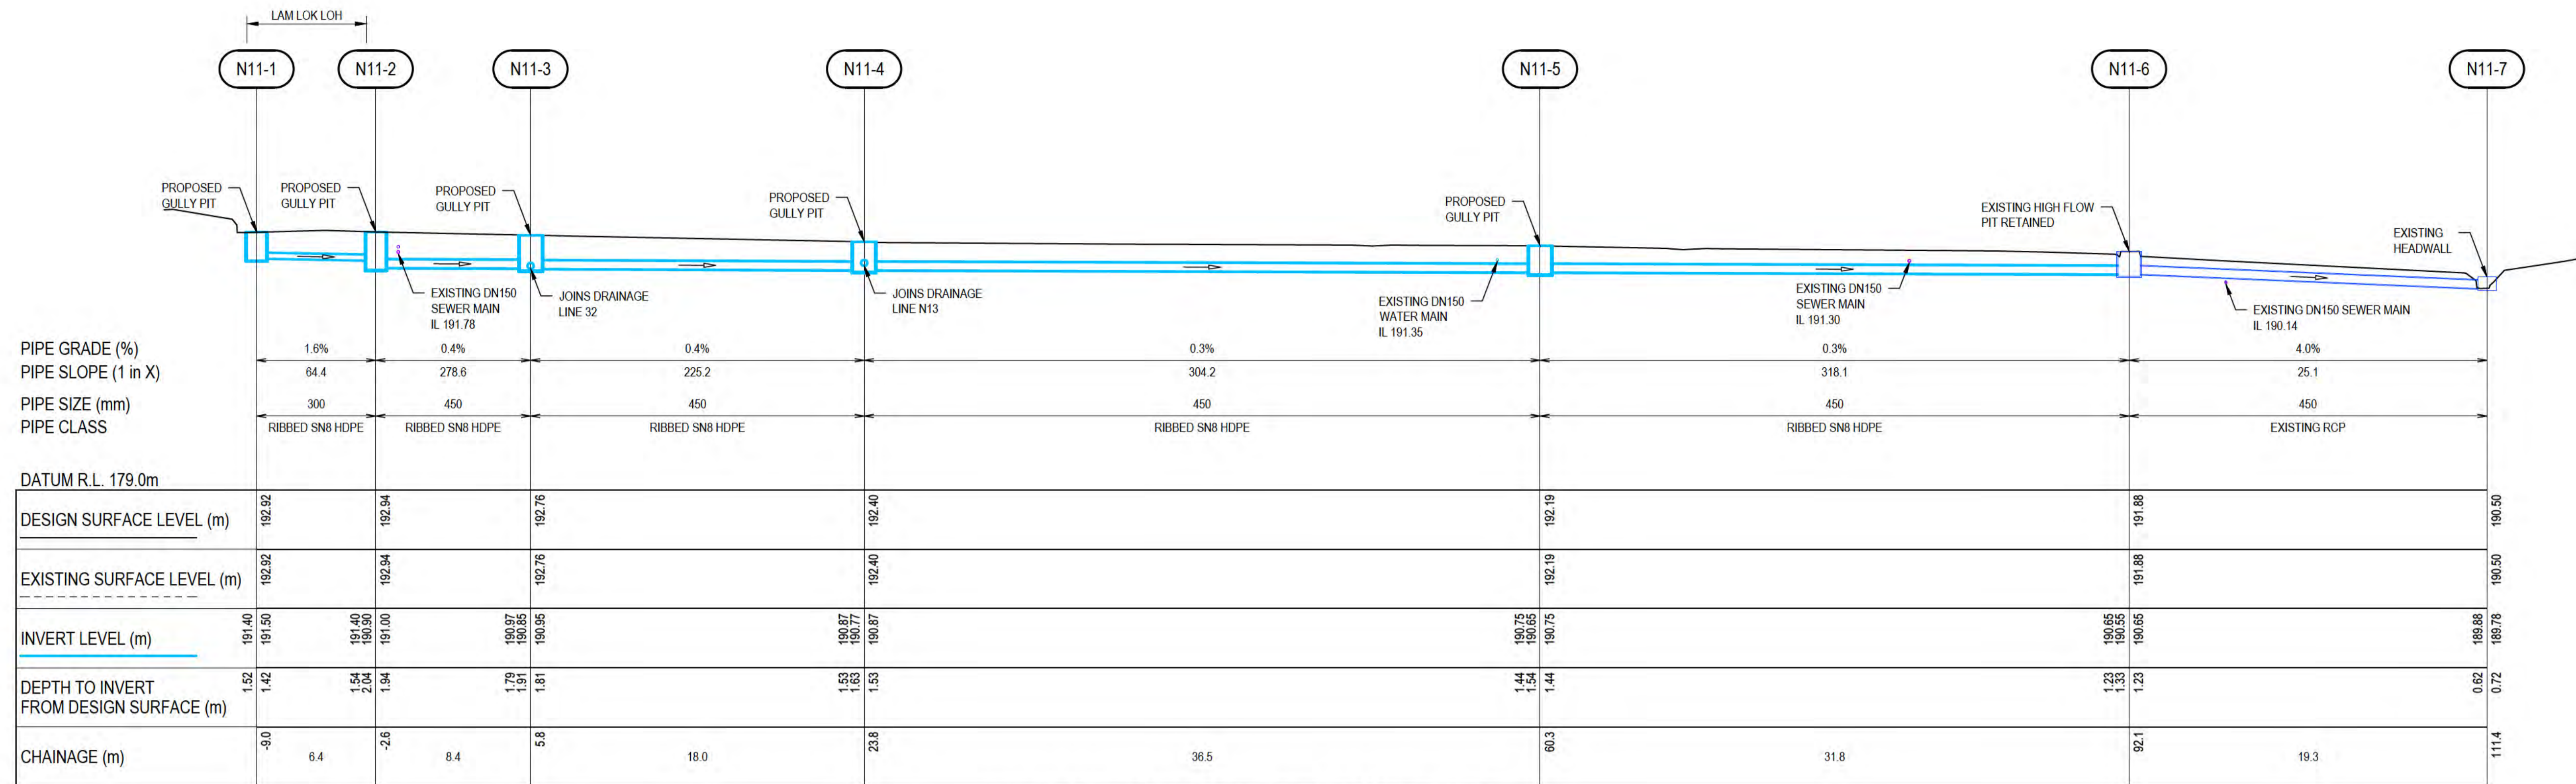 LAM LOK LOH
N11-1 N11-2 N11-3 N11-4 N11-5 N11-6 N11-7
PROPOSED
GULLY PIT
PROPOSED
GULLY PIT
PROPOSED
GULLY PIT
PROPOSED
GULLY PIT
PROPOSED
GULLY PIT
EXISTING HIGH FLOW
PIT RETAINED
EXISTING
HEADWALL
EXISTING DN150
SEWER MAIN
IL 191.78
JOINS DRAINAGE
LINE 32
JOINS DRAINAGE
LINE N13
EXISTING DN150
WATER MAIN
IL 191.35
EXISTING DN150
SEWER MAIN
IL 191.30
EXISTING DN150 SEWER MAIN
IL 190.14
PIPE GRADE (%) 1.6% 0.4% 0.4% 0.3% 0.3% 4.0%
PIPE SLOPE (1 in X) 64.4 278.6 225.2 304.2 318.1 25.1
PIPE SIZE (mm) 300 450 450 450 450 450
PIPE CLASS RIBBED SN8 HDPE RIBBED SN8 HDPE RIBBED SN8 HDPE RIBBED SN8 HDPE RIBBED SN8 HDPE EXISTING RCP
DATUM R.L. 179.0m
DESIGN SURFACE LEVEL (m) 192.92 192.94 192.76 192.40 192.19 191.88 190.50
EXISTING SURFACE LEVEL (m) 192.92 192.94 192.76 192.40 192.19 191.88 190.50
INVERT LEVEL (m) 191.40 191.50 191.40 190.90 191.00 190.97 190.85 190.95 190.87 190.77 190.87 190.75 190.65 190.75 190.65 190.55 190.65 189.88 189.78
DEPTH TO INVERT
FROM DESIGN SURFACE (m) 1.52 1.42 1.54 2.04 1.94 1.79 1.91 1.81 1.53 1.63 1.53 1.44 1.54 1.44 1.23 1.33 1.23 0.62 0.72
CHAINAGE (m) -9.0 6.4 -2.6 8.4 5.8 18.0 23.8 36.5 60.3 31.8 92.1 19.3 111.4